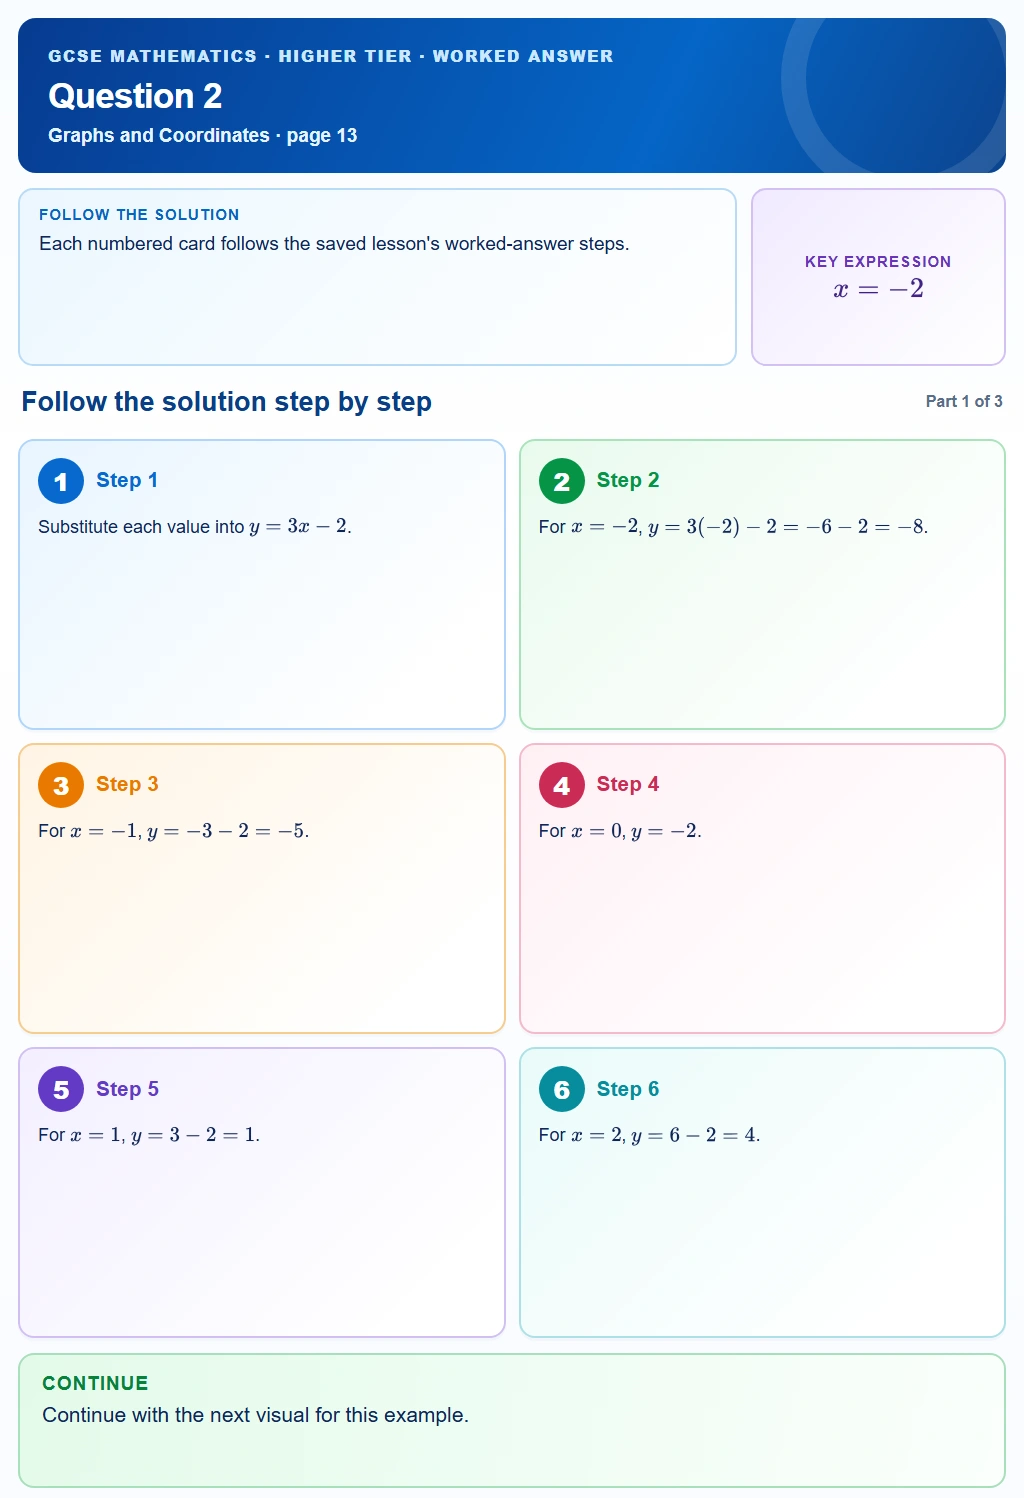 GCSE MATHEMATICS · HIGHER TIER · WORKED ANSWER
Question 2
Graphs and Coordinates · page 13
FOLLOW THE SOLUTION
Each numbered card follows the saved lesson's worked-answer steps.
KEY EXPRESSION
x = −2
Follow the solution step by step
Part 1 of 3
1 Step 1
Substitute each value into y = 3x − 2.
2 Step 2
For x = −2, y = 3(−2) − 2 = −6 − 2 = −8.
3 Step 3
For x = −1, y = −3 − 2 = −5.
4 Step 4
For x = 0, y = −2.
5 Step 5
For x = 1, y = 3 − 2 = 1.
6 Step 6
For x = 2, y = 6 − 2 = 4.
CONTINUE
Continue with the next visual for this example.